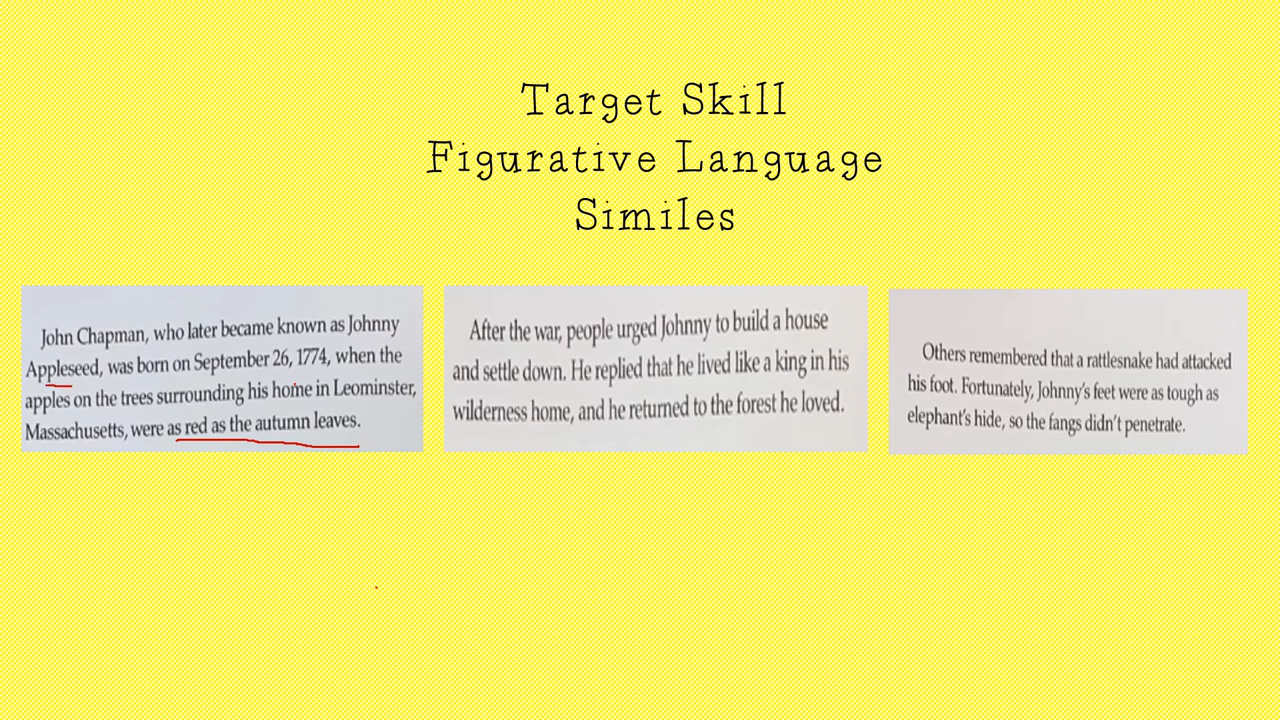 Target Skill
Figurative Language
Similes
John Chapman, who later became known as Johnny
Appleseed, was born on September 26, 1774, when the
apples on the trees surrounding his home in Leominster,
Massachusetts, were as red as the autumn leaves.
After the war, people urged Johnny to build a house
and settle down. He replied that he lived like a king in his
wilderness home, and he returned to the forest he loved.
Others remembered that a rattlesnake had attacked
his foot. Fortunately, Johnny's feet were as tough as
elephant's hide, so the fangs didn't penetrate.